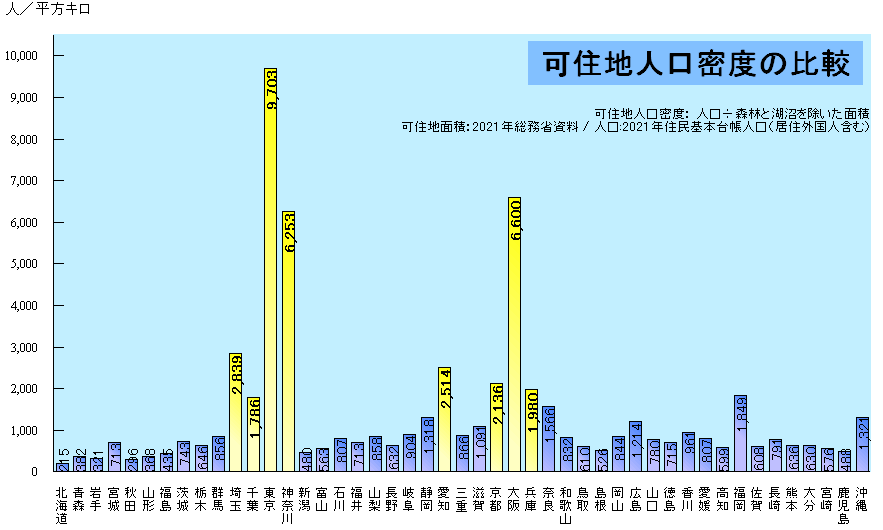 人／平方キロ
可住地人口密度の比較
可住地人口密度: 人口÷森林と湖沼を除いた面積
可住地面積:2021年総務省資料 / 人口:2021年住民基本台帳人口(居住外国人含む)
10,000
9,000
8,000
7,000
6,000
5,000
4,000
3,000
2,000
1,000
0
215 382 321 713 296 368 435 743 646 856 2,839 1,786 9,703 6,253 480 563 807 713 858 632 904 1,318 2,514 866 1,091 2,136 6,600 1,980 1,566 832 610 526 844 1,214 780 715 961 807 599 1,849 608 791 636 630 576 488 1,321
北海道 青森 岩手 宮城 秋田 山形 福島 茨城 栃木 群馬 埼玉 千葉 東京 神奈川 新潟 富山 石川 福井 山梨 長野 岐阜 静岡 愛知 三重 滋賀 京都 大阪 兵庫 奈良 和歌山 鳥取 島根 岡山 広島 山口 徳島 香川 愛媛 高知 福岡 佐賀 長崎 熊本 大分 宮崎 鹿児島 沖縄